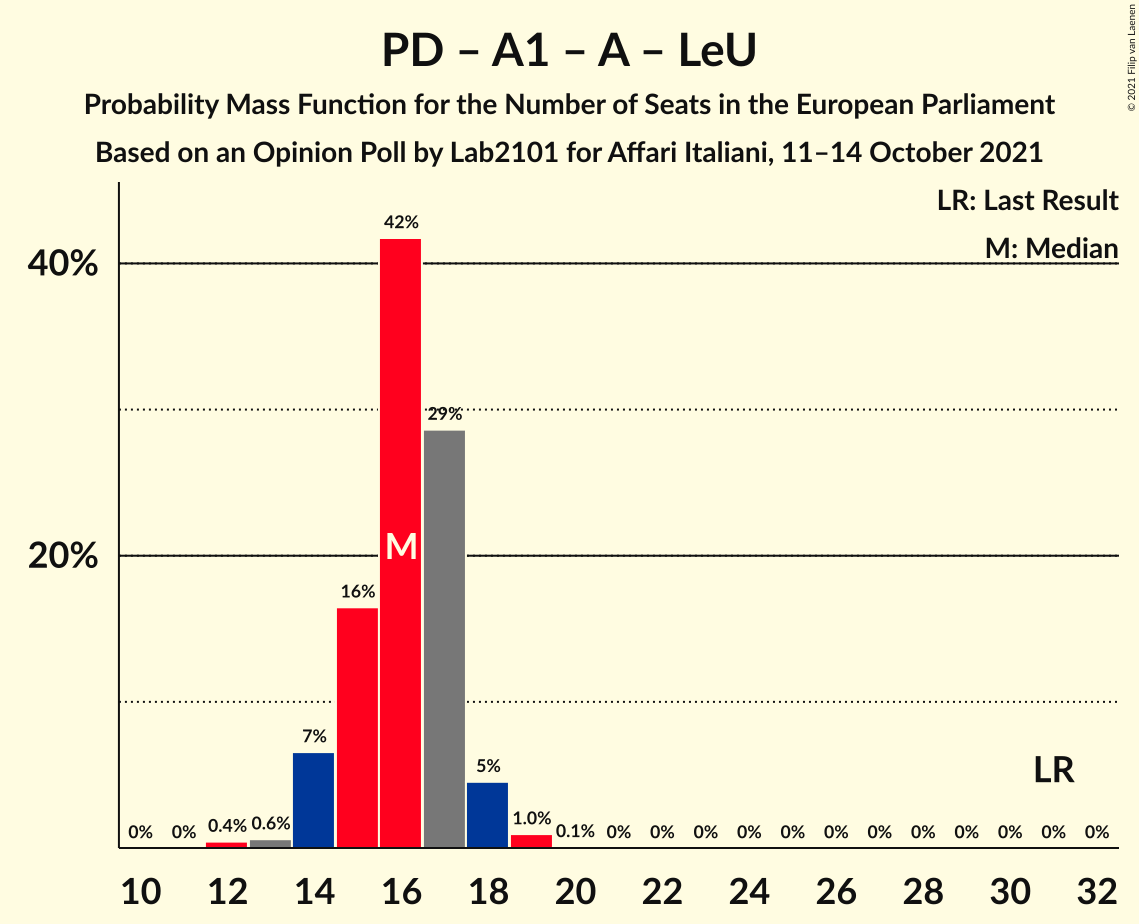 PD – A1 – A – LeU
Probability Mass Function for the Number of Seats in the European Parliament
Based on an Opinion Poll by Lab2101 for Affari Italiani, 11–14 October 2021
© 2021 Filip van Laenen
LR: Last Result
M: Median
40%
20%
0% 0% 0.4% 0.6% 7% 16% 42% 29% 5% 1.0% 0.1% 0% 0% 0% 0% 0% 0% 0% 0% 0% 0% 0% 0%
M
LR
10 12 14 16 18 20 22 24 26 28 30 32